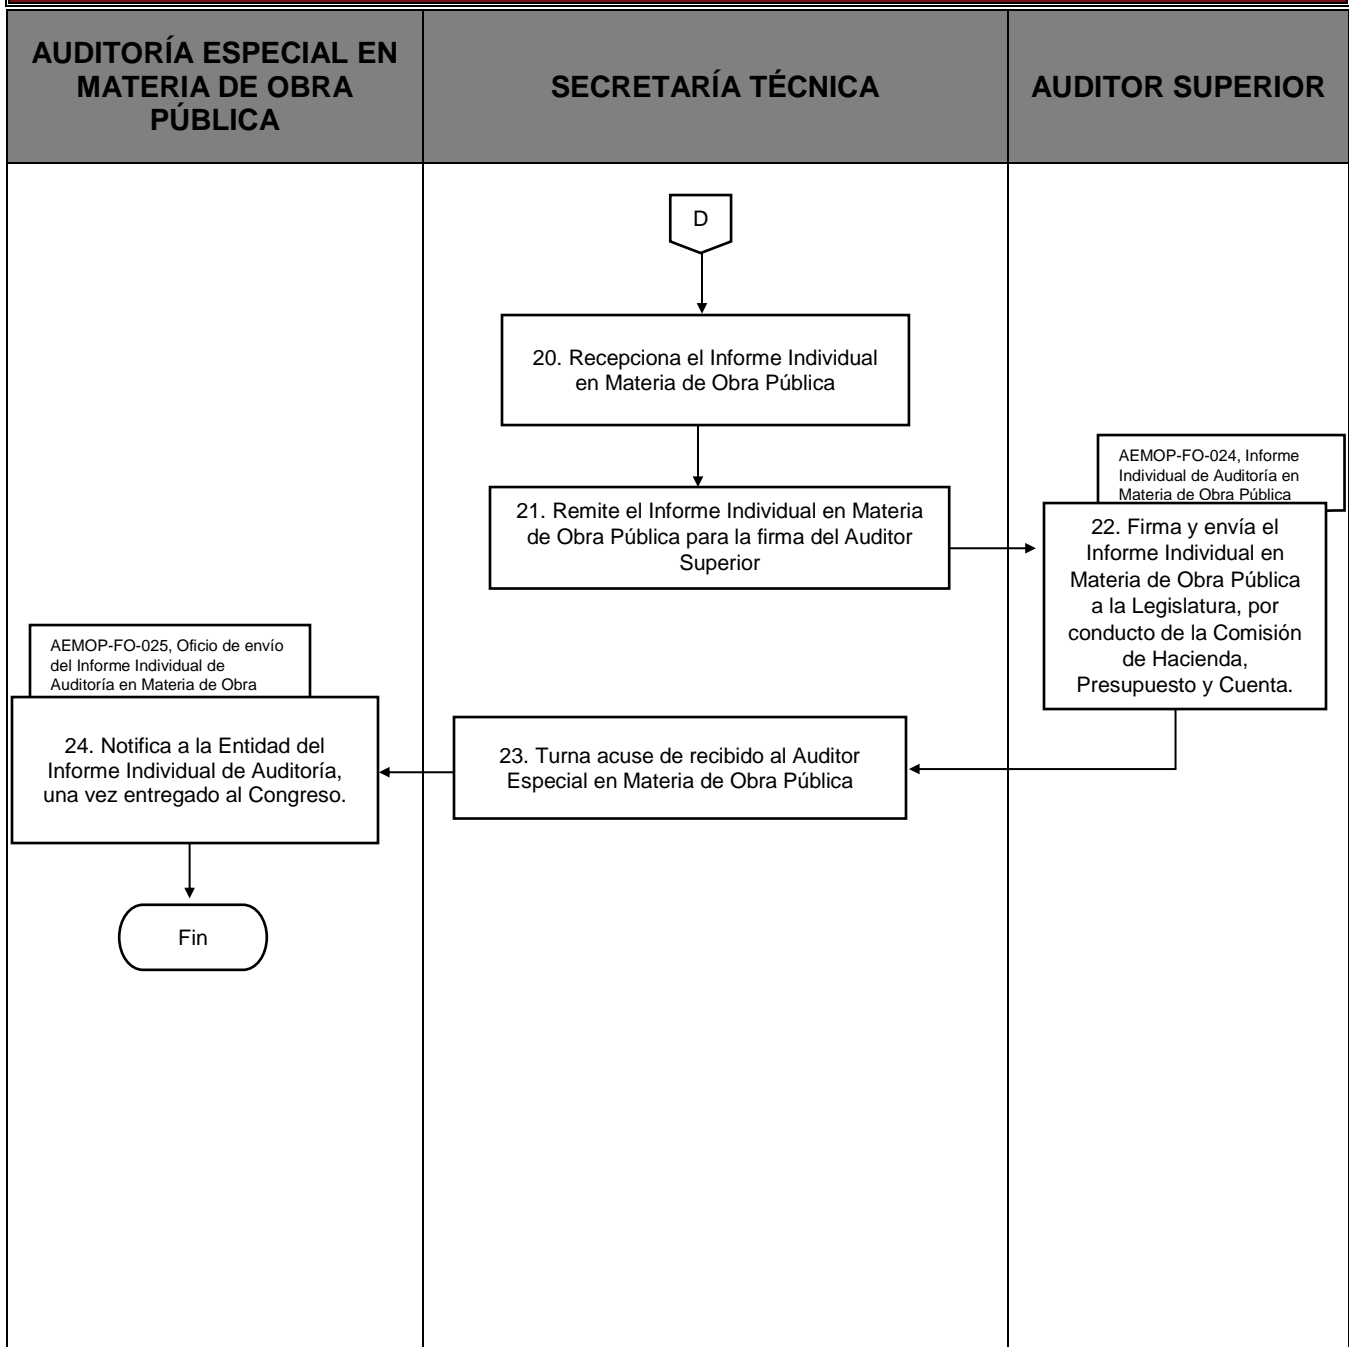 AUDITORÍA ESPECIAL EN
MATERIA DE OBRA
PÚBLICA
SECRETARÍA TÉCNICA
AUDITOR SUPERIOR
D
20. Recepciona el Informe Individual
en Materia de Obra Pública
21. Remite el Informe Individual en Materia
de Obra Pública para la firma del Auditor
Superior
AEMOP-FO-024, Informe
Individual de Auditoría en
Materia de Obra Pública
22. Firma y envía el
Informe Individual en
Materia de Obra Pública
a la Legislatura, por
conducto de la Comisión
de Hacienda,
Presupuesto y Cuenta.
23. Turna acuse de recibido al Auditor
Especial en Materia de Obra Pública
AEMOP-FO-025, Oficio de envío
del Informe Individual de
Auditoría en Materia de Obra
24. Notifica a la Entidad del
Informe Individual de Auditoría,
una vez entregado al Congreso.
Fin